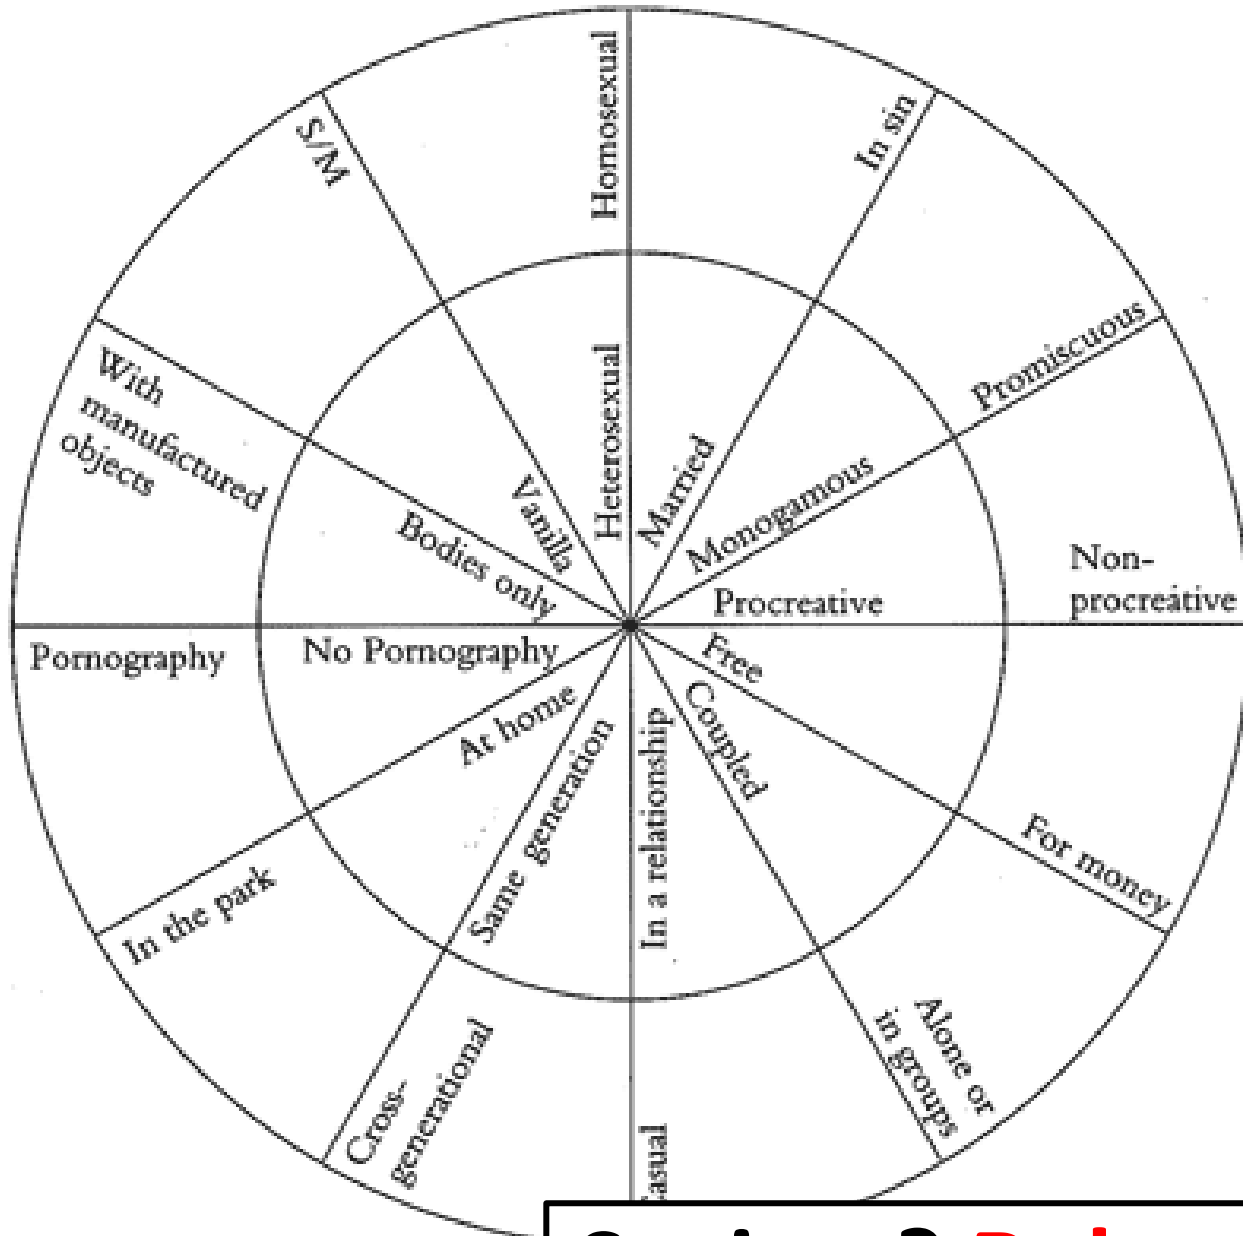 Homosexual
In sin
Promiscuous
Non-
procreative
For money
Alone or
in groups
Cross-
generational
In the park
Pornography
With
manufactured
objects
S/M
Heterosexual
Married
Monogamous
Procreative
Free
Coupled
In a relationship
Same generation
At home
No Pornography
Bodies only
Vanilla